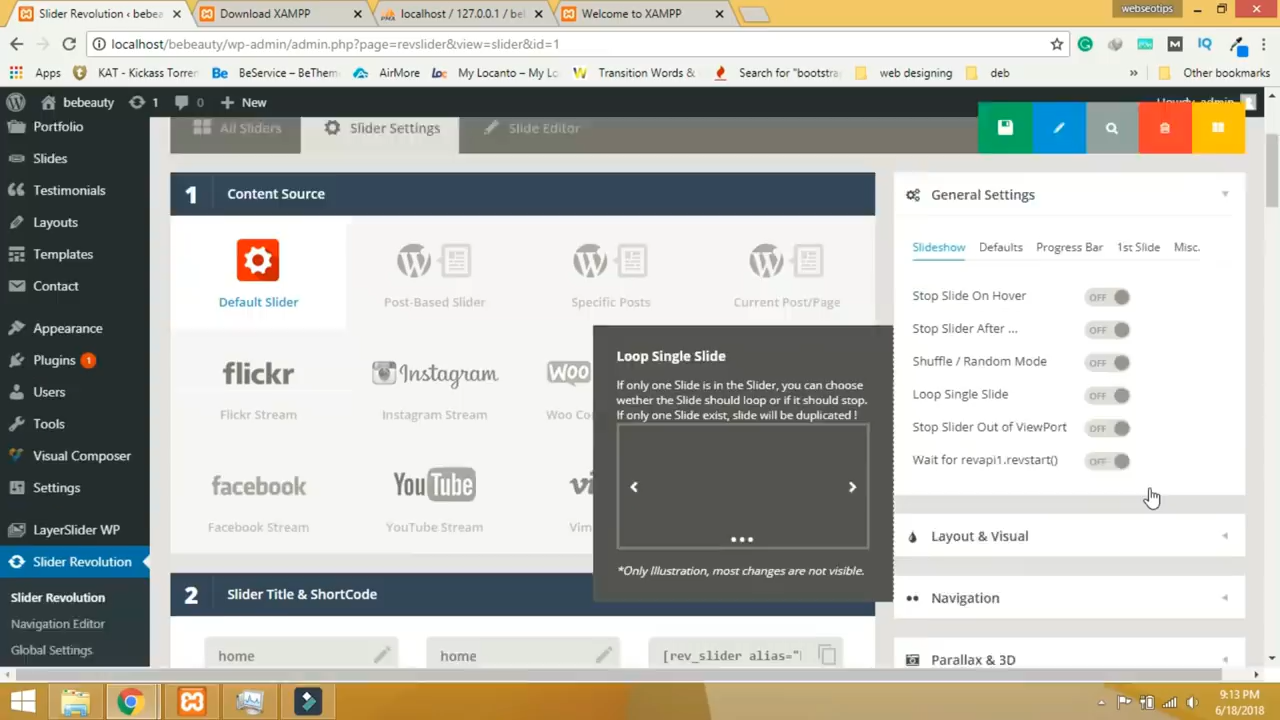 Slider Revolution ‹ bebea
Download XAMPP
localhost / 127.0.0.1 / bel
Welcome to XAMPP
webseotips
localhost/bebeauty/wp-admin/admin.php?page=revslider&view=slider&id=1
Apps
KAT - Kickass Torren
BeService – BeThem
AirMore
My Locanto – My Lo
Transition Words &
Search for "bootstra
web designing
deb
»
Other bookmarks
bebeauty
1
0
New
Howdy, admin
Portfolio
Slides
Testimonials
Layouts
Templates
Contact
Appearance
Plugins 1
Users
Tools
Visual Composer
Settings
LayerSlider WP
Slider Revolution
Slider Revolution
Navigation Editor
Global Settings
All Sliders
Slider Settings
Slide Editor
1 Content Source
Default Slider
Post-Based Slider
Specific Posts
Current Post/Page
flickr
Instagram
WOO
Flickr Stream
Instagram Stream
Woo Co
facebook
YouTube
vi
Facebook Stream
YouTube Stream
Vim
Loop Single Slide
If only one Slide is in the Slider, you can choose
wether the Slide should loop or if it should stop.
If only one Slide exist, slide will be duplicated !
*Only Illustration, most changes are not visible.
2 Slider Title & ShortCode
home
home
[rev_slider alias="
General Settings
Slideshow
Defaults
Progress Bar
1st Slide
Misc.
Stop Slide On Hover OFF
Stop Slider After ... OFF
Shuffle / Random Mode OFF
Loop Single Slide OFF
Stop Slider Out of ViewPort OFF
Wait for revapi1.revstart() OFF
Layout & Visual
Navigation
Parallax & 3D
9:13 PM
6/18/2018